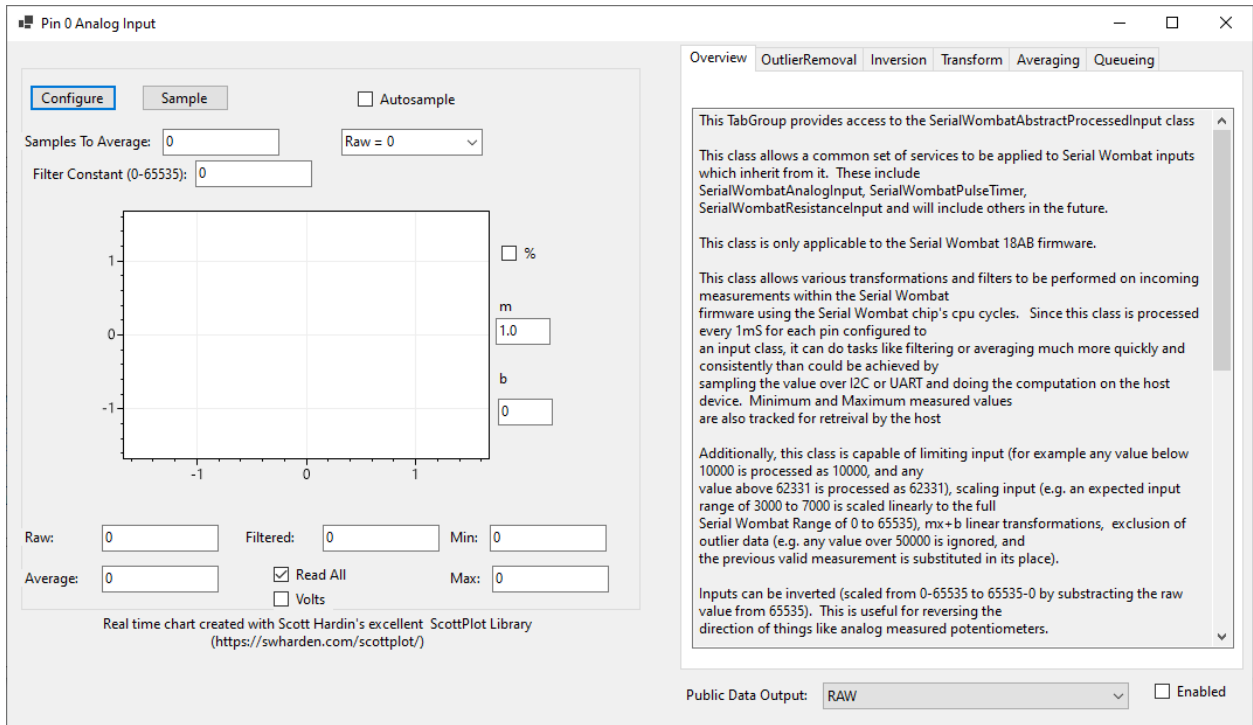 Pin 0 Analog Input
Configure
Sample
Autosample
Samples To Average: 0
Raw = 0
Filter Constant (0-65535): 0
1
0
-1
-1
0
1
%
m
1.0
b
0
Raw: 0
Filtered: 0
Min: 0
Average: 0
Read All
Max: 0
Volts
Real time chart created with Scott Hardin's excellent ScottPlot Library
(https://swharden.com/scottplot/)
Overview
OutlierRemoval
Inversion
Transform
Averaging
Queueing
This TabGroup provides access to the SerialWombatAbstractProcessedInput class
This class allows a common set of services to be applied to Serial Wombat inputs
which inherit from it. These include
SerialWombatAnalogInput, SerialWombatPulseTimer,
SerialWombatResistanceInput and will include others in the future.
This class is only applicable to the Serial Wombat 18AB firmware.
This class allows various transformations and filters to be performed on incoming
measurements within the Serial Wombat
firmware using the Serial Wombat chip's cpu cycles. Since this class is processed
every 1mS for each pin configured to
an input class, it can do tasks like filtering or averaging much more quickly and
consistently than could be achieved by
sampling the value over I2C or UART and doing the computation on the host
device. Minimum and Maximum measured values
are also tracked for retreival by the host
Additionally, this class is capable of limiting input (for example any value below
10000 is processed as 10000, and any
value above 62331 is processed as 62331), scaling input (e.g. an expected input
range of 3000 to 7000 is scaled linearly to the full
Serial Wombat Range of 0 to 65535), mx+b linear transformations, exclusion of
outlier data (e.g. any value over 50000 is ignored, and
the previous valid measurement is substituted in its place).
Inputs can be inverted (scaled from 0-65535 to 65535-0 by substracting the raw
value from 65535). This is useful for reversing the
direction of things like analog measured potentiometers.
Public Data Output: RAW
Enabled